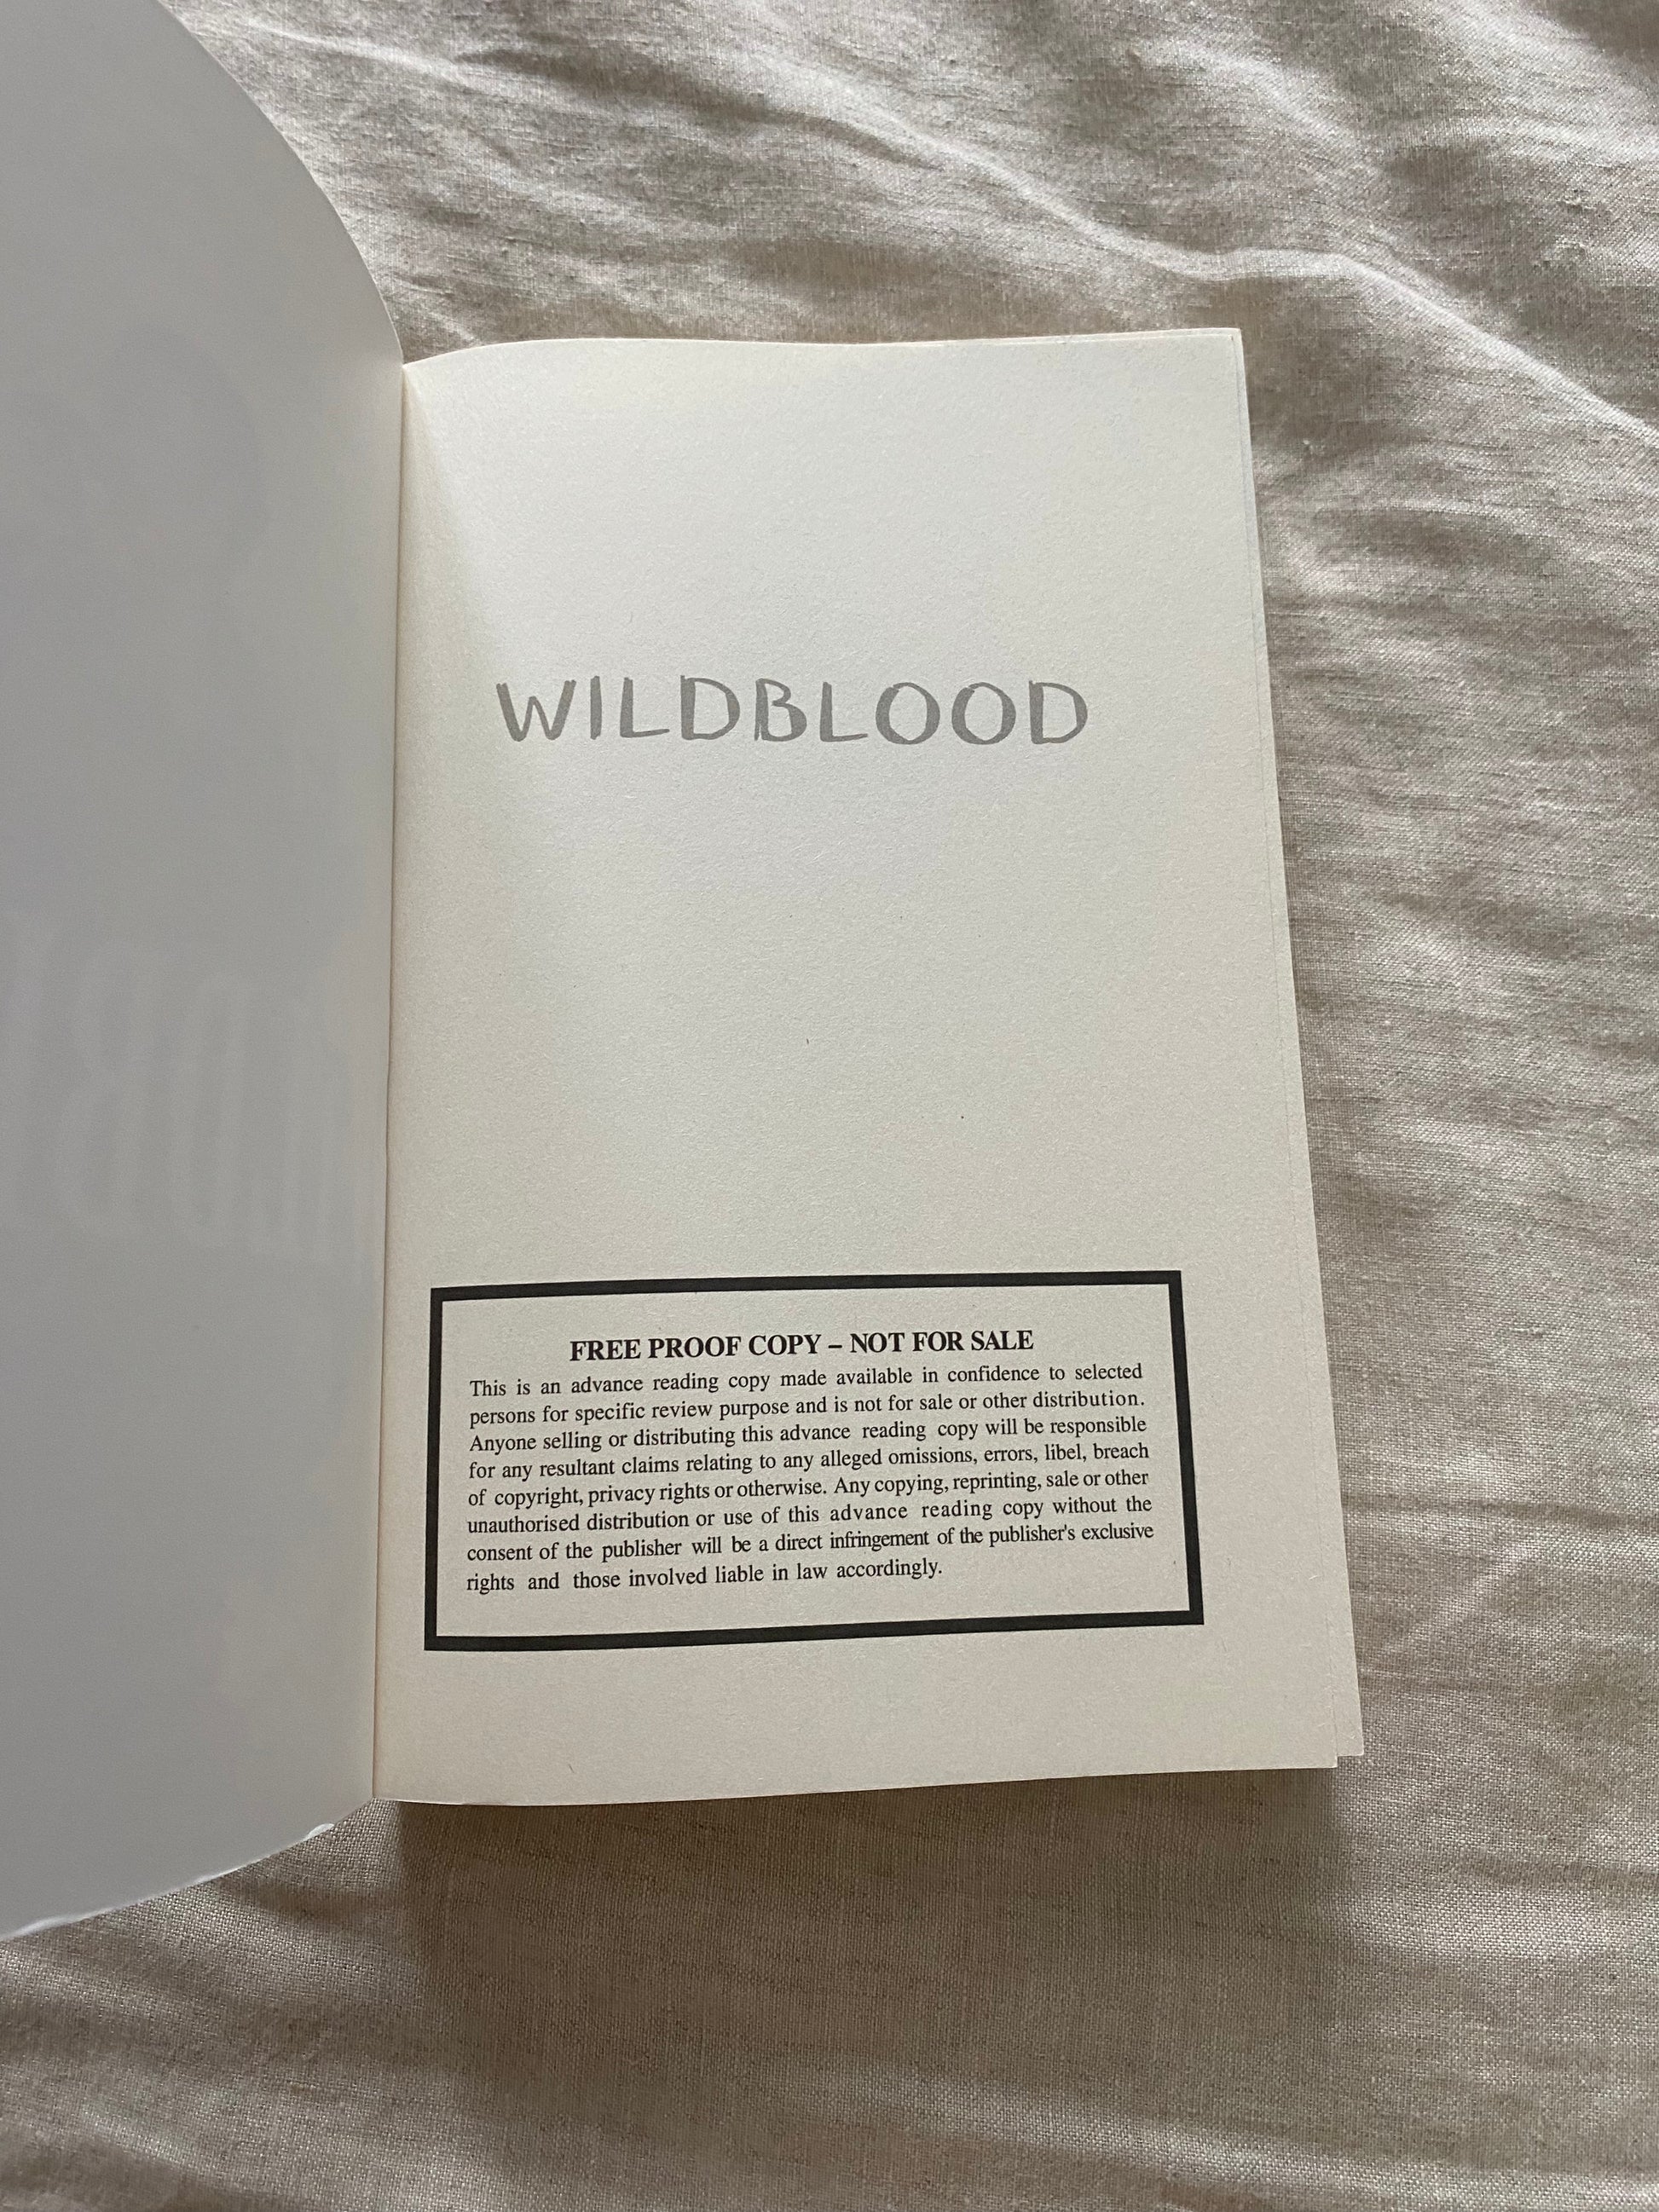 WILDBLOOD
FREE PROOF COPY – NOT FOR SALE
This is an advance reading copy made available in confidence to selected
persons for specific review purpose and is not for sale or other distribution.
Anyone selling or distributing this advance reading copy will be responsible
for any resultant claims relating to any alleged omissions, errors, libel, breach
of copyright, privacy rights or otherwise. Any copying, reprinting, sale or other
unauthorised distribution or use of this advance reading copy without the
consent of the publisher will be a direct infringement of the publisher's exclusive
rights and those involved liable in law accordingly.